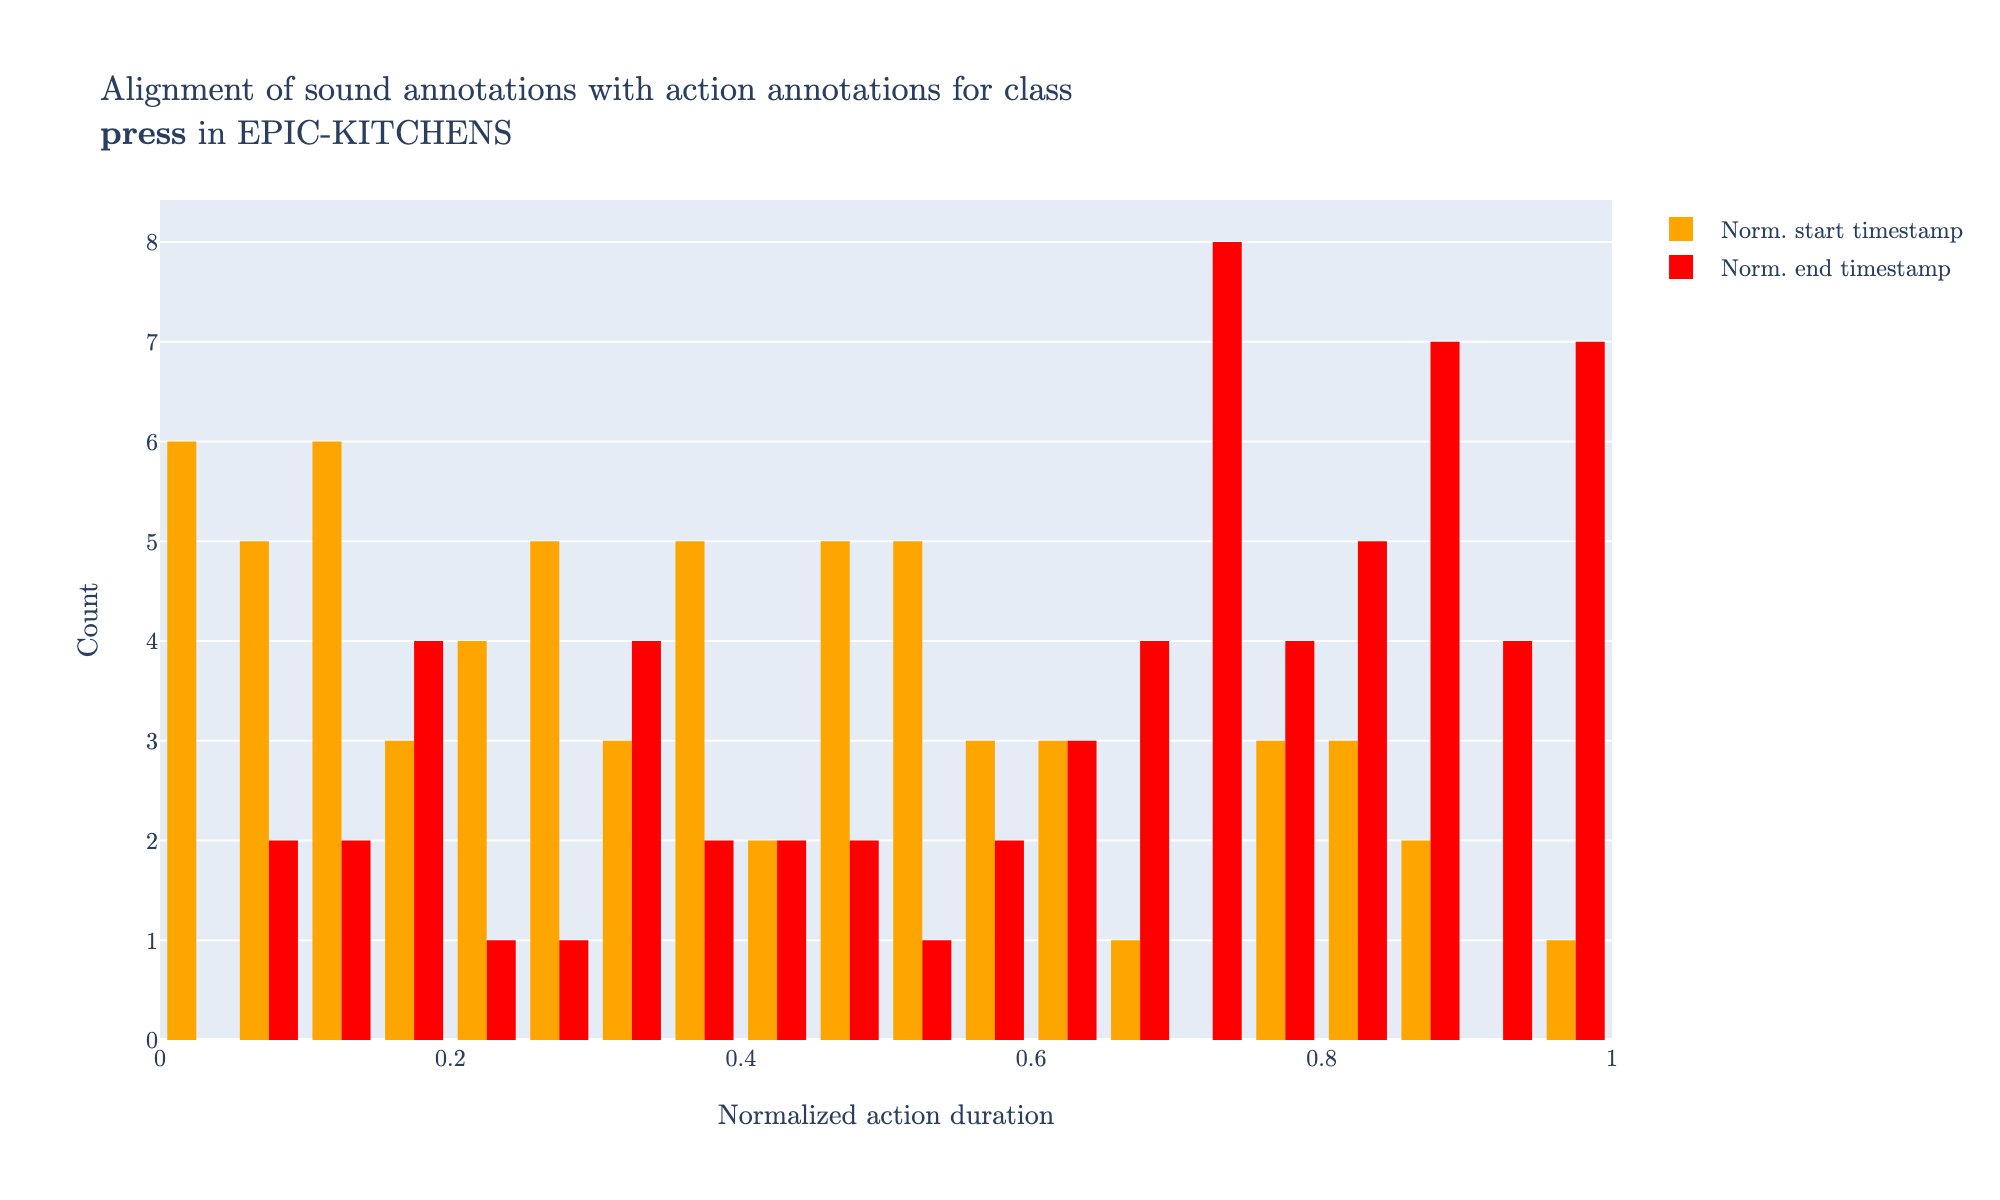 Alignment of sound annotations with action annotations for class
press in EPIC-KITCHENS
Norm. start timestamp
Norm. end timestamp
8
7
6
5
4
3
2
1
0
Count
0 0.2 0.4 0.6 0.8 1
Normalized action duration